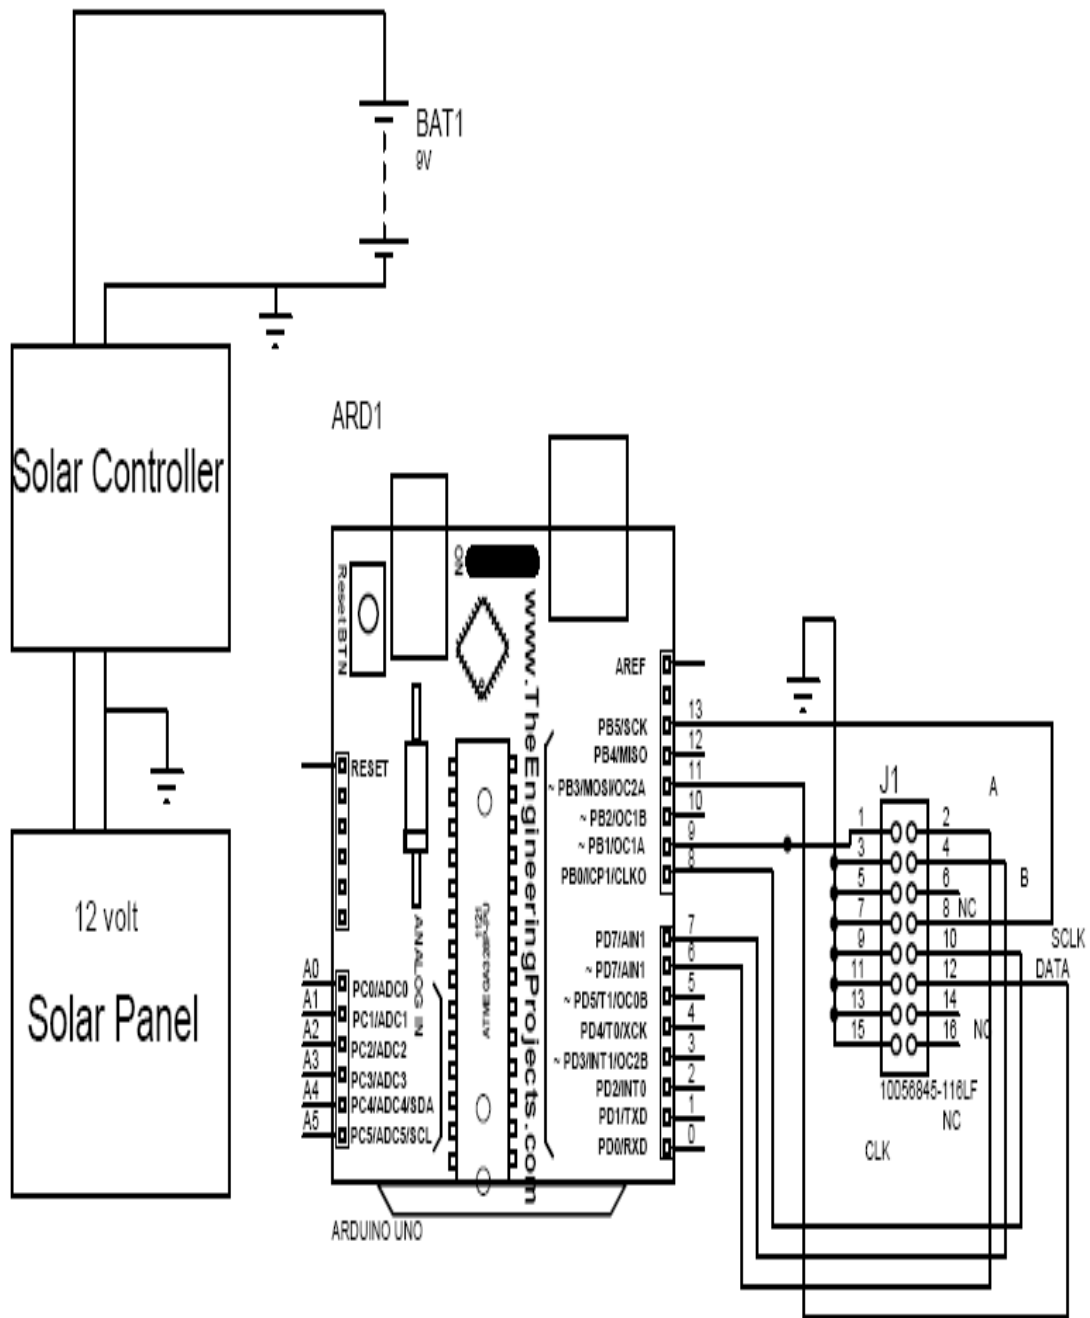 BAT1
9V
Solar Controller
12 volt
Solar Panel
ARD1
ON
ResetBTN
www.TheEngineeringProjects.com
RESET
ANALOG IN
1121
ATMEGA328P-PU
A0
PC0/ADC0
A1
PC1/ADC1
A2
PC2/ADC2
A3
PC3/ADC3
A4
PC4/ADC4/SDA
A5
PC5/ADC5/SCL
AREF
PB5/SCK 13
PB4/MISO 12
~ PB3/MOSI/OC2A 11
~ PB2/OC1B 10
~ PB1/OC1A 9
PB0/ICP1/CLKO 8
PD7/AIN1 7
~ PD7/AIN1 6
~ PD5/T1/OC0B 5
PD4/T0/XCK 4
~ PD3/INT1/OC2B 3
PD2/INT0 2
PD1/TXD 1
PD0/RXD 0
ARDUINO UNO
J1
A
1 2
3 4
B
5 6
NC
7 8
SCLK
9 10
DATA
11 12
13 14
NC
15 16
10056845-116LF
NC
CLK